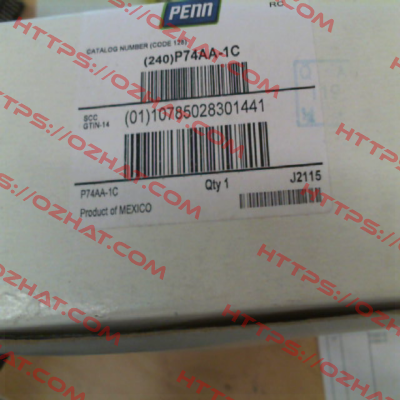 PENN
CATALOG NUMBER (CODE 128)
(240)P74AA-1C
SCC
GTIN-14
(01)10785028301441
P74AA-1C
Qty 1
J2115
Product of MEXICO
HTTPS://OZHAT.COM